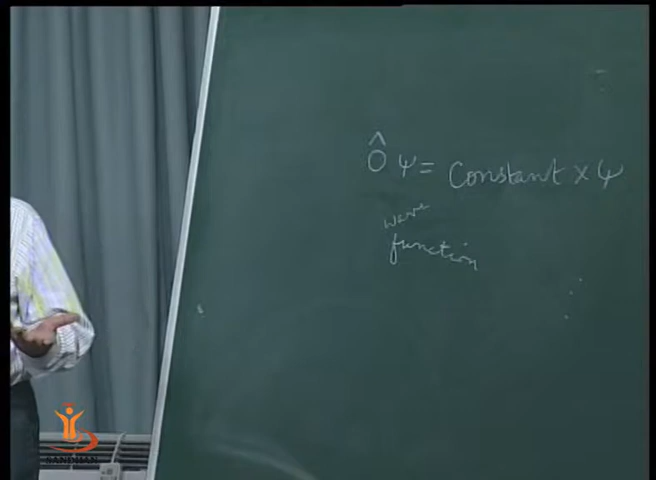 Ô Ψ = Constant × Ψ
wave
function